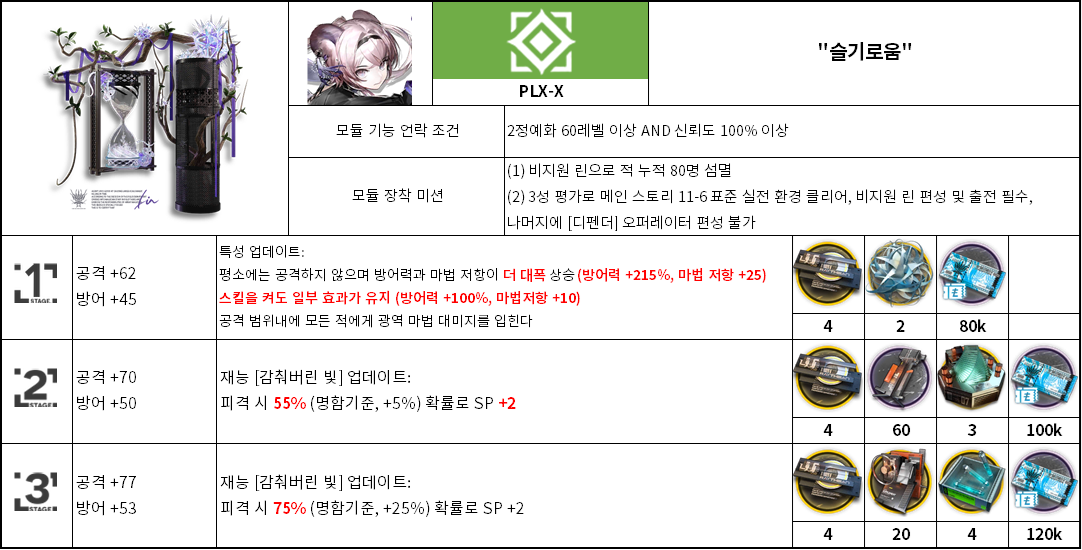 "슬기로움"
PLX-X
모듈 기능 언락 조건
2정예화 60레벨 이상 AND 신뢰도 100% 이상
모듈 장착 미션
(1) 비지원 린으로 적 누적 80명 섬멸
(2) 3성 평가로 메인 스토리 11-6 표준 실전 환경 클리어, 비지원 린 편성 및 출전 필수,
나머지에 [디펜더] 오퍼레이터 편성 불가
1
STAGE
공격 +62
방어 +45
특성 업데이트:
평소에는 공격하지 않으며 방어력과 마법 저항이 더 대폭 상승 (방어력 +215%, 마법 저항 +25)
스킬을 켜도 일부 효과가 유지 (방어력 +100%, 마법저항 +10)
공격 범위내에 모든 적에게 광역 마법 대미지를 입힌다
4
2
80k
2
STAGE
공격 +70
방어 +50
재능 [감춰버린 빛] 업데이트:
피격 시 55% (명함기준, +5%) 확률로 SP +2
4
60
3
100k
3
STAGE
공격 +77
방어 +53
재능 [감춰버린 빛] 업데이트:
피격 시 75% (명함기준, +25%) 확률로 SP +2
4
20
4
120k